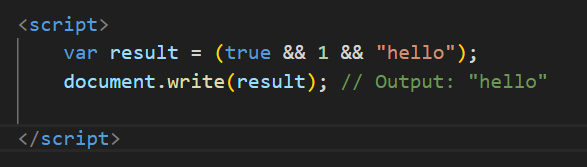 <script>
var result = (true && 1 && "hello");
document.write(result); // Output: "hello"
</script>